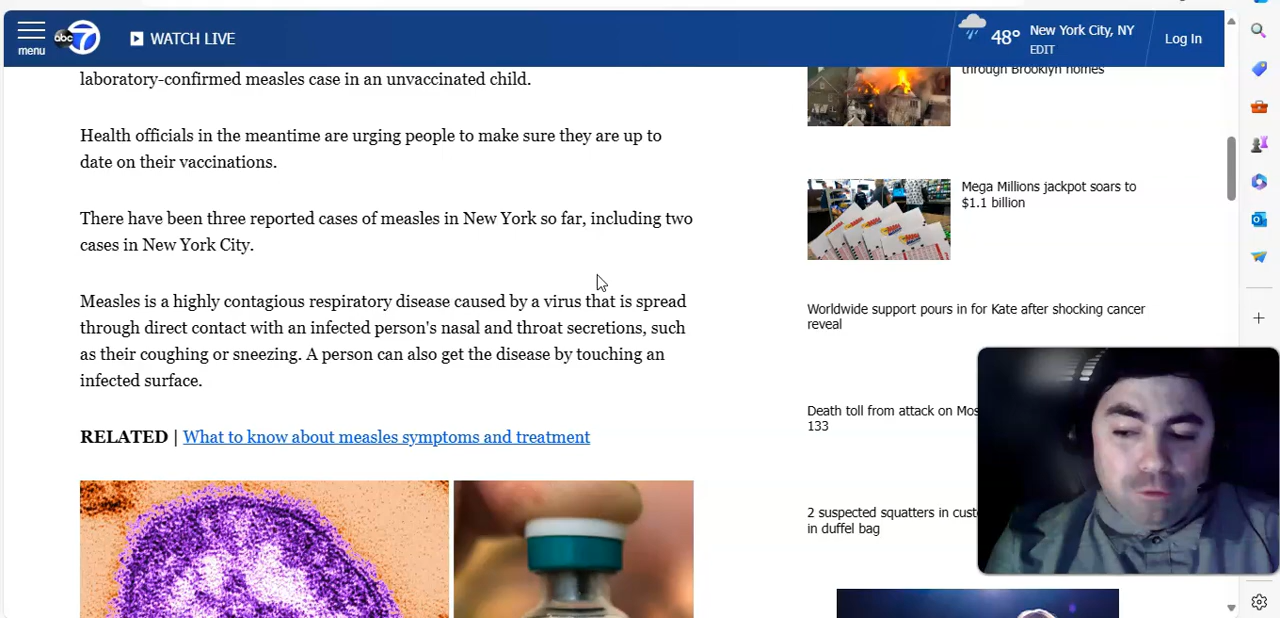 menu
abc 7
WATCH LIVE
48°
New York City, NY
EDIT
Log In
laboratory-confirmed measles case in an unvaccinated child.
Health officials in the meantime are urging people to make sure they are up to
date on their vaccinations.
There have been three reported cases of measles in New York so far, including two
cases in New York City.
Measles is a highly contagious respiratory disease caused by a virus that is spread
through direct contact with an infected person's nasal and throat secretions, such
as their coughing or sneezing. A person can also get the disease by touching an
infected surface.
RELATED | What to know about measles symptoms and treatment
through Brooklyn homes
Mega Millions jackpot soars to
$1.1 billion
Worldwide support pours in for Kate after shocking cancer
reveal
Death toll from attack on Mos
133
2 suspected squatters in cust
in duffel bag